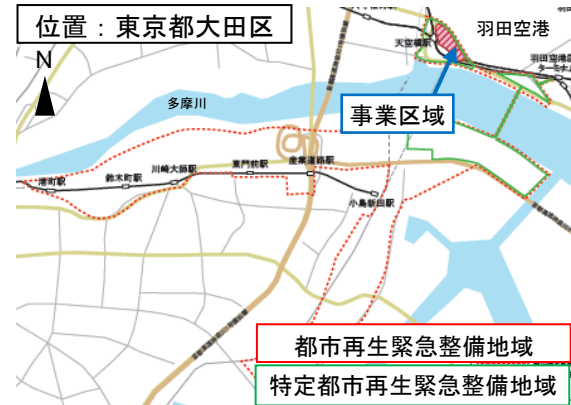 位置：東京都大田区
羽田空港
天空橋駅
羽田空港
N
多摩川
事業区域
港町駅
鈴木町駅
川崎大師駅
東門前駅
産業道路駅
小島新田駅
都市再生緊急整備地域
特定都市再生緊急整備地域